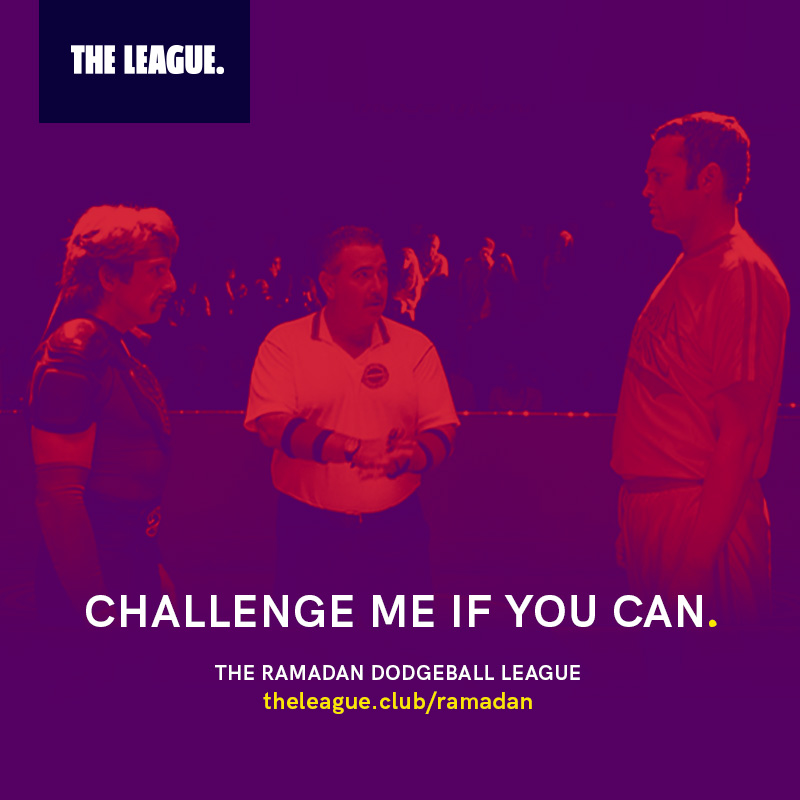 THE LEAGUE.
CHALLENGE ME IF YOU CAN.
THE RAMADAN DODGEBALL LEAGUE
theleague.club/ramadan